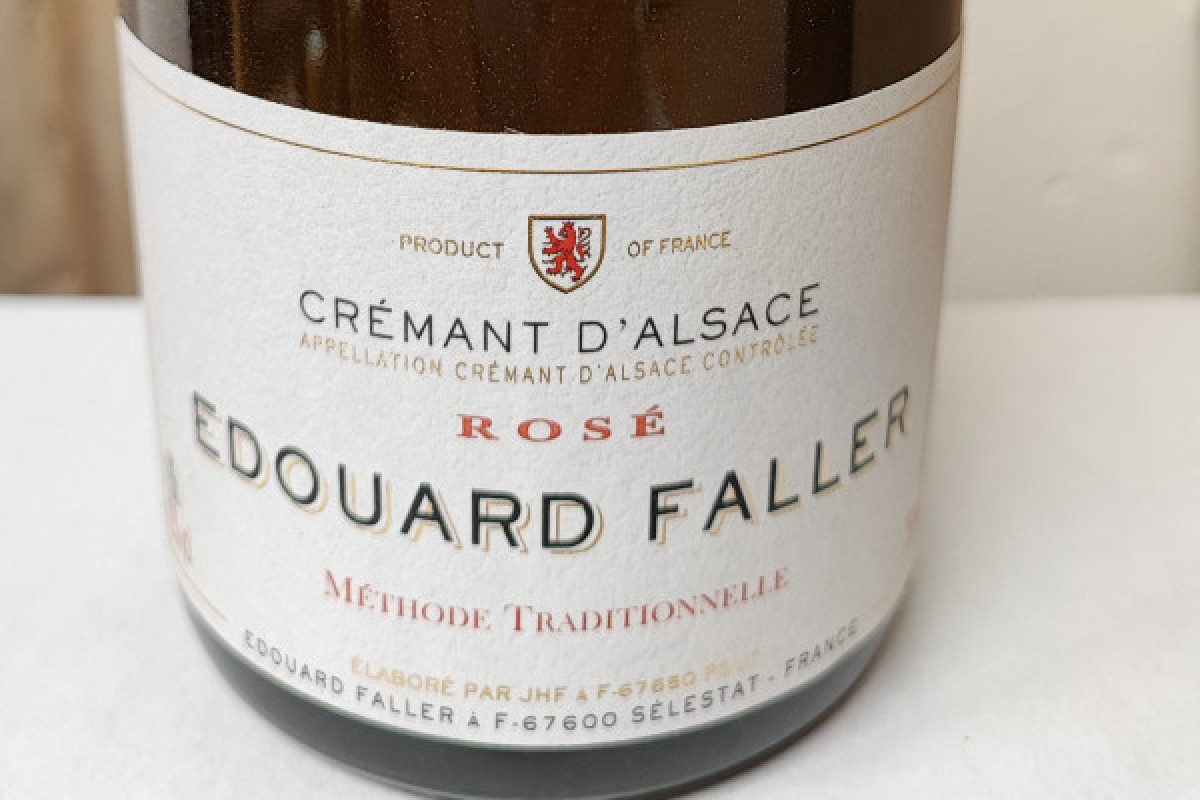 PRODUCT OF FRANCE
CRÉMANT D'ALSACE
APPELLATION CRÉMANT D'ALSACE CONTRÔLÉE
ROSÉ
EDOUARD FALLER
MÉTHODE TRADITIONNELLE
ÉLABORÉ PAR JHF À F-67650
EDOUARD FALLER À F-67600 SÉLESTAT - FRANCE